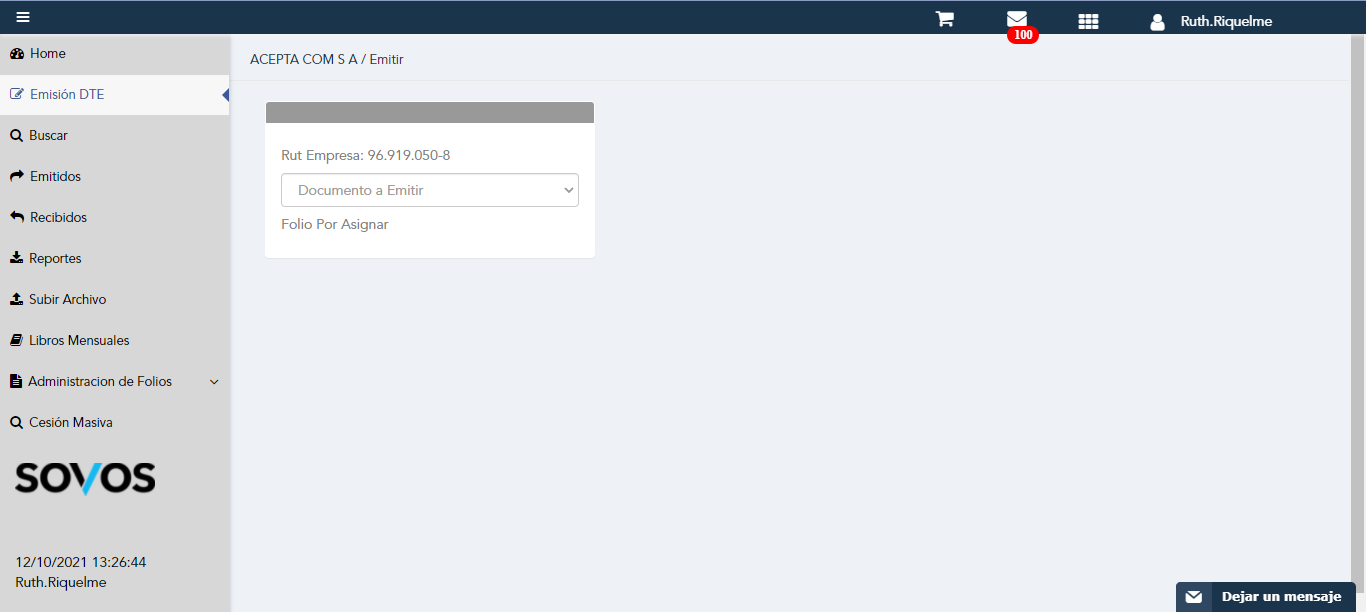 100
Ruth.Riquelme
Home
Emisión DTE
Buscar
Emitidos
Recibidos
Reportes
Subir Archivo
Libros Mensuales
Administracion de Folios
Cesión Masiva
SOVOS
12/10/2021 13:26:44
Ruth.Riquelme
ACEPTA COM S A / Emitir
Rut Empresa: 96.919.050-8
Documento a Emitir
Folio Por Asignar
Dejar un mensaje